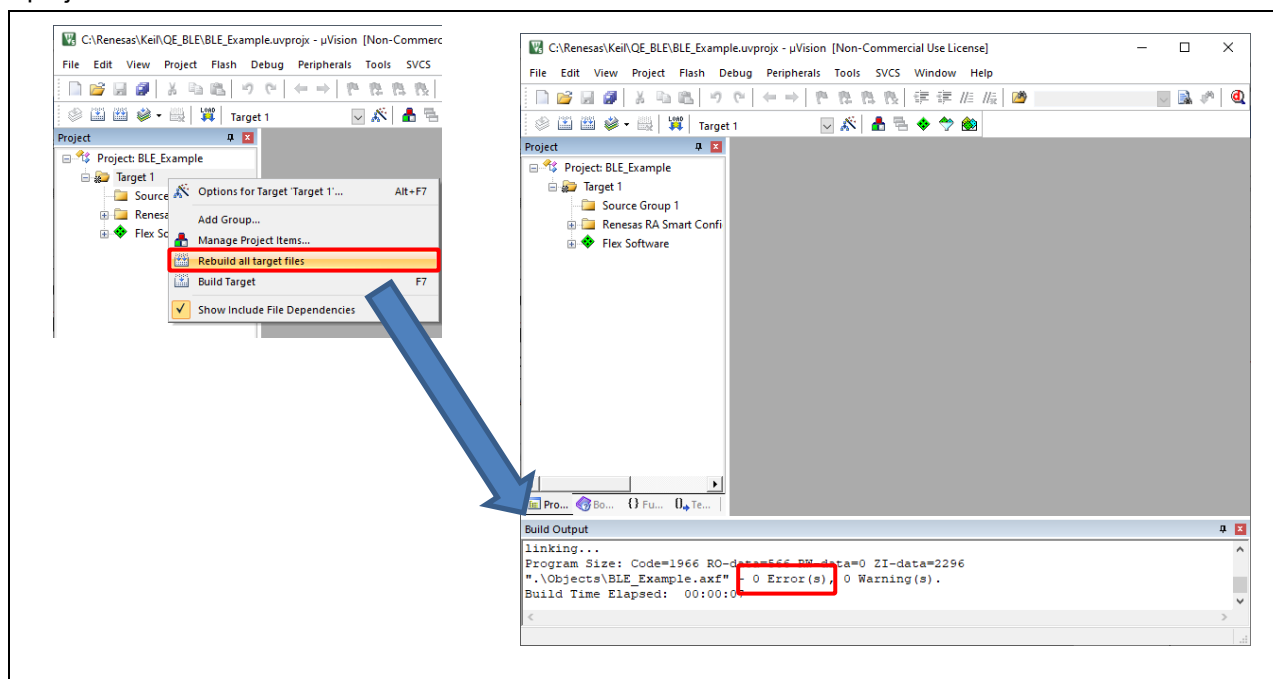 C:\Renesas\Keil\QE_BLE\BLE_Example.uvprojx - µVision [Non-Commerc
File Edit View Project Flash Debug Peripherals Tools SVCS
Target 1
Project
Project: BLE_Example
Target 1
Source
Renesa
Flex So
Options for Target 'Target 1'... Alt+F7
Add Group...
Manage Project Items...
Rebuild all target files
Build Target F7
Show Include File Dependencies
C:\Renesas\Keil\QE_BLE\BLE_Example.uvprojx - µVision [Non-Commercial Use License]
File Edit View Project Flash Debug Peripherals Tools SVCS Window Help
Target 1
Project
Project: BLE_Example
Target 1
Source Group 1
Renesas RA Smart Confi
Flex Software
Pro... Bo... {} Fu... Te...
Build Output
linking...
Program Size: Code=1966 RO-data=566 RW-data=0 ZI-data=2296
".\Objects\BLE_Example.axf" - 0 Error(s), 0 Warning(s).
Build Time Elapsed: 00:00: